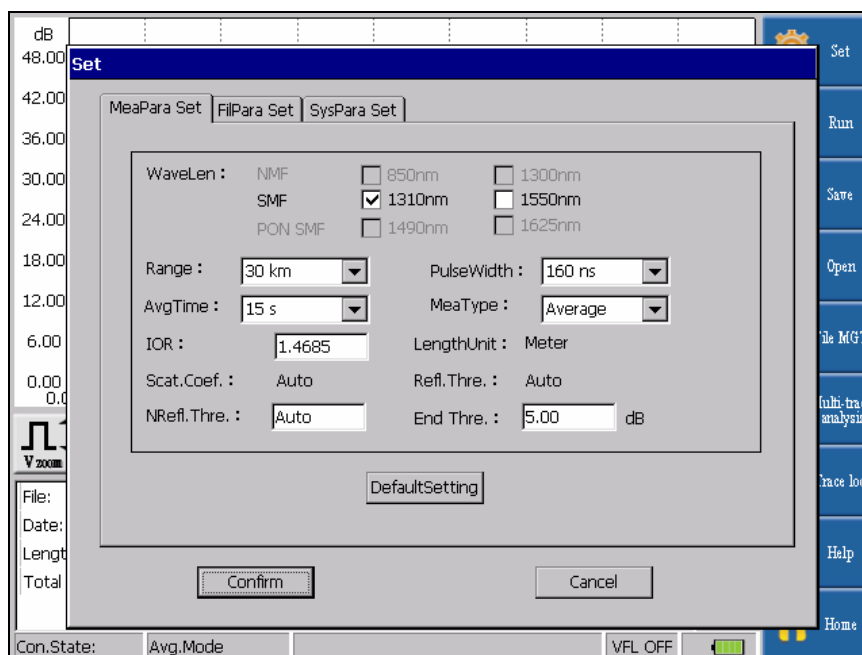 dB
48.00
42.00
36.00
30.00
24.00
18.00
12.00
6.00
0.00
Set
MeaPara Set FilPara Set SysPara Set
WaveLen : NMF 850nm 1300nm
SMF 1310nm 1550nm
PON SMF 1490nm 1625nm
Range : 30 km PulseWidth : 160 ns
AvgTime : 15 s MeaType : Average
IOR : 1.4685 LengthUnit : Meter
Scat.Coef. : Auto Refl.Thre. : Auto
NRefl.Thre. : Auto End Thre. : 5.00 dB
DefaultSetting
Confirm Cancel
Set
Run
Save
Open
MG
analysis
Help
Home
V zoom
File:
Date:
Total
Con.State: Avg.Mode VFL OFF